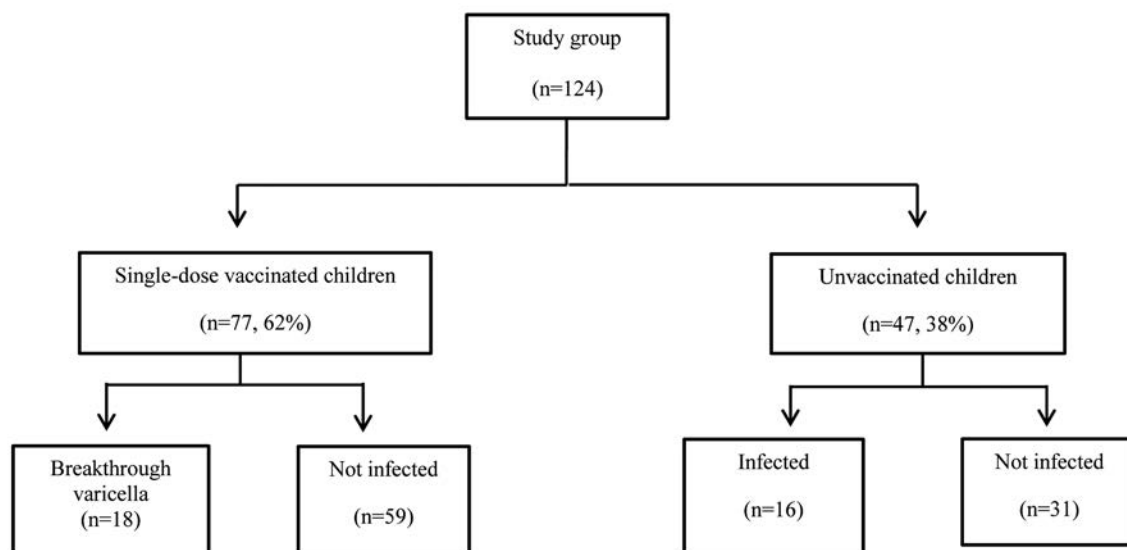 Study group
(n=124)
Single-dose vaccinated children
(n=77, 62%)
Unvaccinated children
(n=47, 38%)
Breakthrough
varicella
(n=18)
Not infected
(n=59)
Infected
(n=16)
Not infected
(n=31)